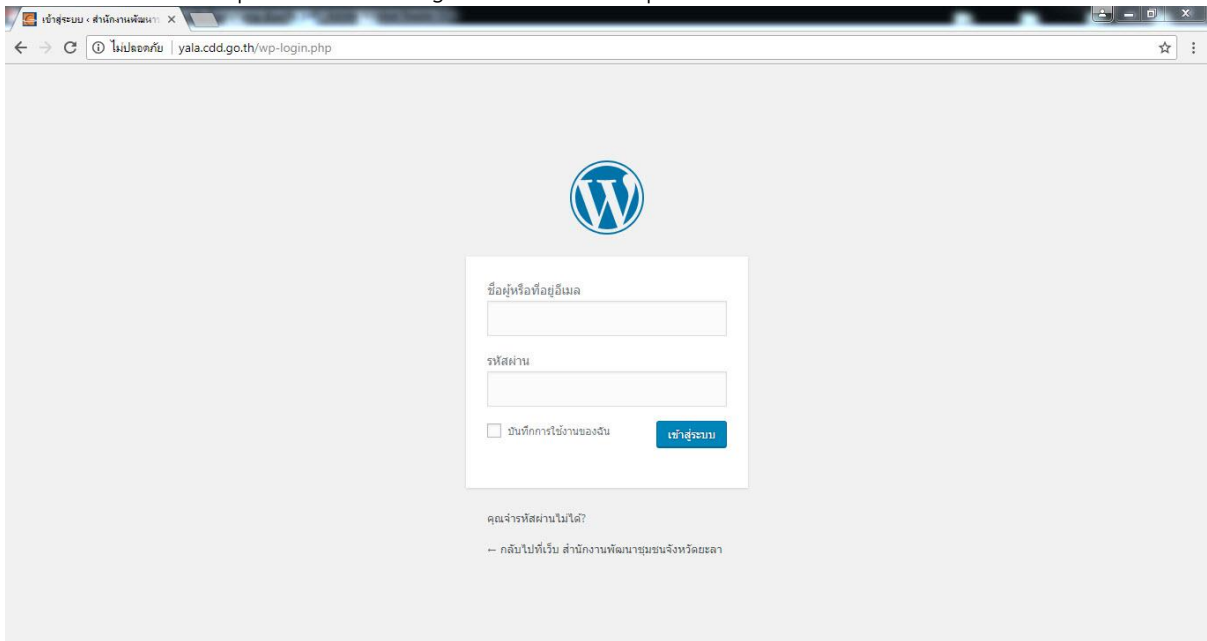 เข้าสู่ระบบ ‹ สำนักงานพัฒนา
ไม่ปลอดภัย yala.cdd.go.th/wp-login.php
ชื่อผู้หรือที่อยู่อีเมล
รหัสผ่าน
บันทึกการใช้งานของฉัน เข้าสู่ระบบ
คุณจำรหัสผ่านไม่ได้?
← กลับไปที่เว็บ สำนักงานพัฒนาชุมชนจังหวัดยะลา